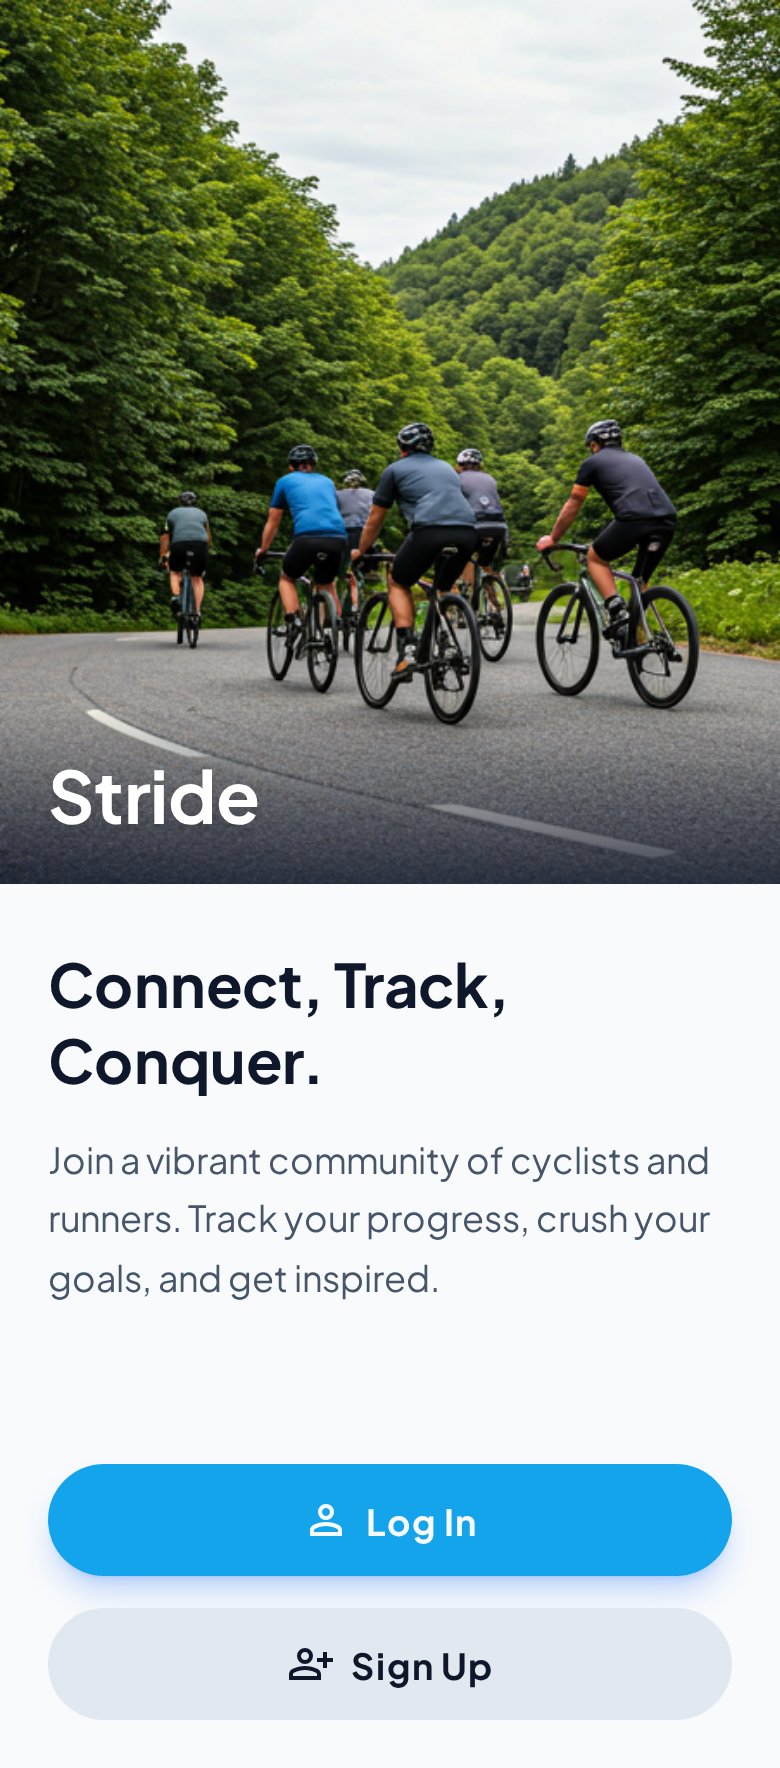 Stride
Connect, Track,
Conquer.
Join a vibrant community of cyclists and
runners. Track your progress, crush your
goals, and get inspired.
Log In
Sign Up